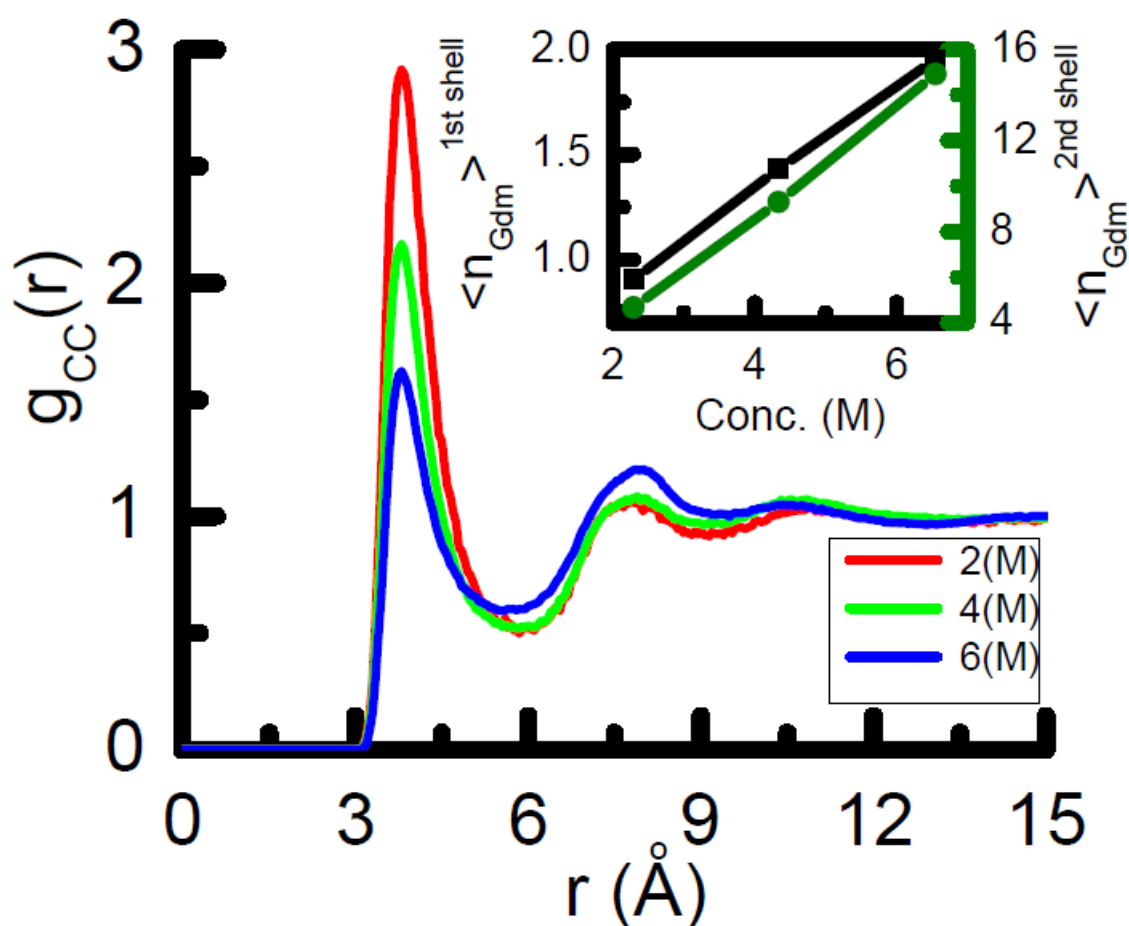 g_CC(r)
3
2
1
0
0 3 6 9 12 15
r (Å)
<n_Gdm>^1st shell
2.0
1.5
1.0
16
12
8
4
<n_Gdm>^2nd shell
2 4 6
Conc. (M)
2(M)
4(M)
6(M)